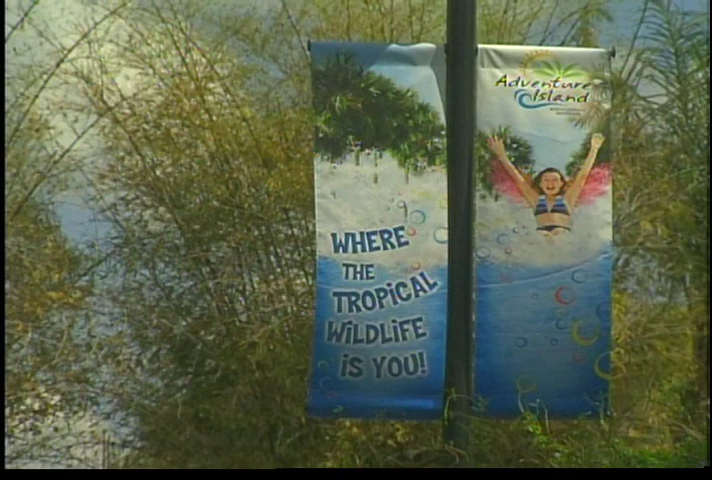 WHERE
THE
TROPiCAL
WiLDLiFE
iS YOU!
Adventure
Island